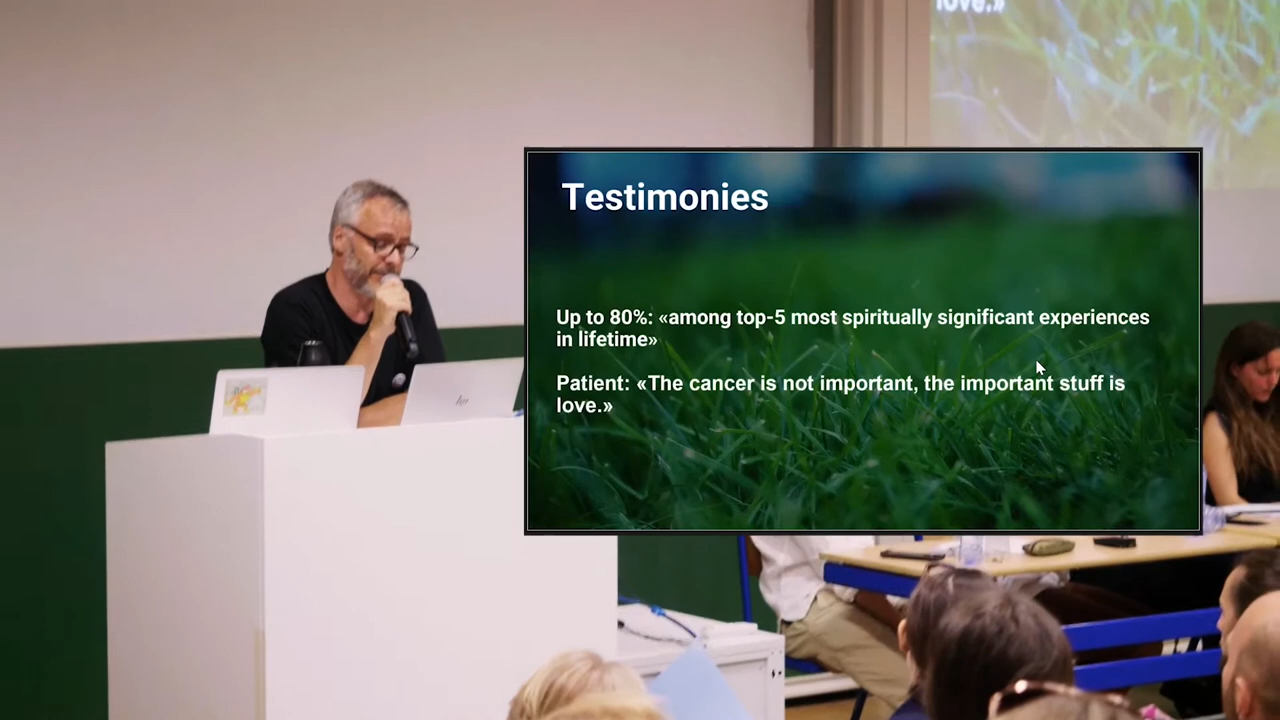 love.»
Testimonies
Up to 80%: «among top-5 most spiritually significant experiences
in lifetime»
Patient: «The cancer is not important, the important stuff is
love.»